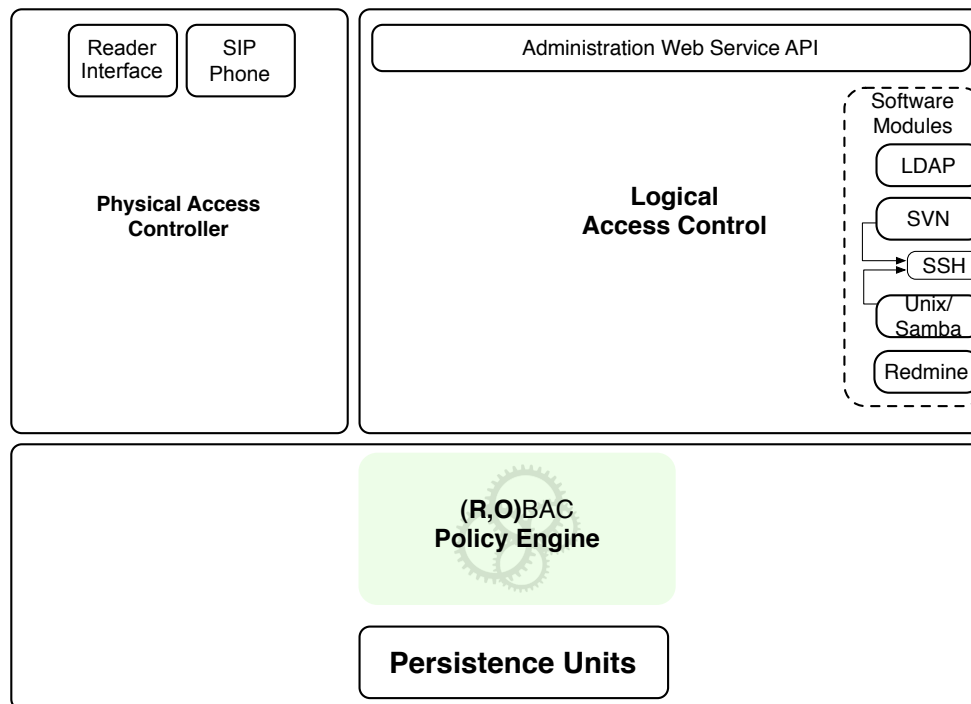 Reader
Interface
SIP
Phone
Physical Access
Controller
Administration Web Service API
Logical
Access Control
Software
Modules
LDAP
SVN
SSH
Unix/
Samba
Redmine
(R,O)BAC
Policy Engine
Persistence Units